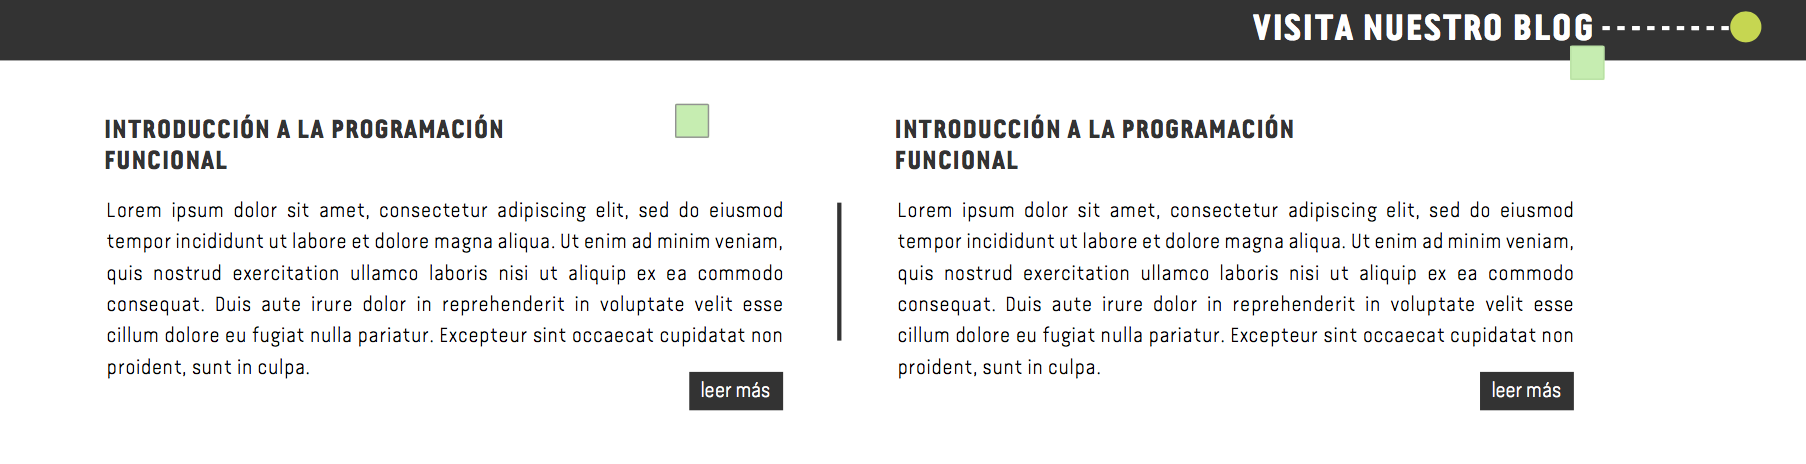 VISITA NUESTRO BLOG
INTRODUCCIÓN A LA PROGRAMACIÓN
FUNCIONAL
Lorem ipsum dolor sit amet, consectetur adipiscing elit, sed do eiusmod
tempor incididunt ut labore et dolore magna aliqua. Ut enim ad minim veniam,
quis nostrud exercitation ullamco laboris nisi ut aliquip ex ea commodo
consequat. Duis aute irure dolor in reprehenderit in voluptate velit esse
cillum dolore eu fugiat nulla pariatur. Excepteur sint occaecat cupidatat non
proident, sunt in culpa.
leer más
INTRODUCCIÓN A LA PROGRAMACIÓN
FUNCIONAL
Lorem ipsum dolor sit amet, consectetur adipiscing elit, sed do eiusmod
tempor incididunt ut labore et dolore magna aliqua. Ut enim ad minim veniam,
quis nostrud exercitation ullamco laboris nisi ut aliquip ex ea commodo
consequat. Duis aute irure dolor in reprehenderit in voluptate velit esse
cillum dolore eu fugiat nulla pariatur. Excepteur sint occaecat cupidatat non
proident, sunt in culpa.
leer más